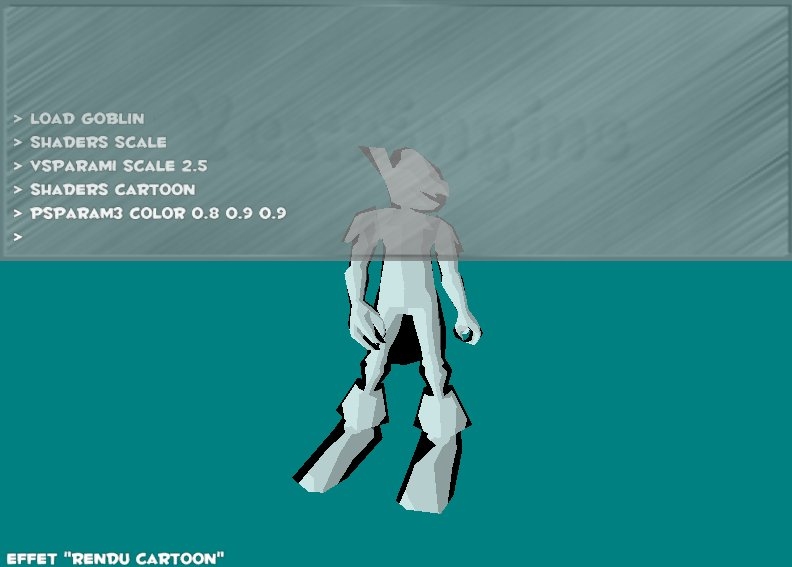 > LOAD GOBLIN
> SHADERS SCALE
> VSPARAM1 SCALE 2.5
> SHADERS CARTOON
> PSPARAM3 COLOR 0.8 0.9 0.9
>
EFFET "RENDU CARTOON"